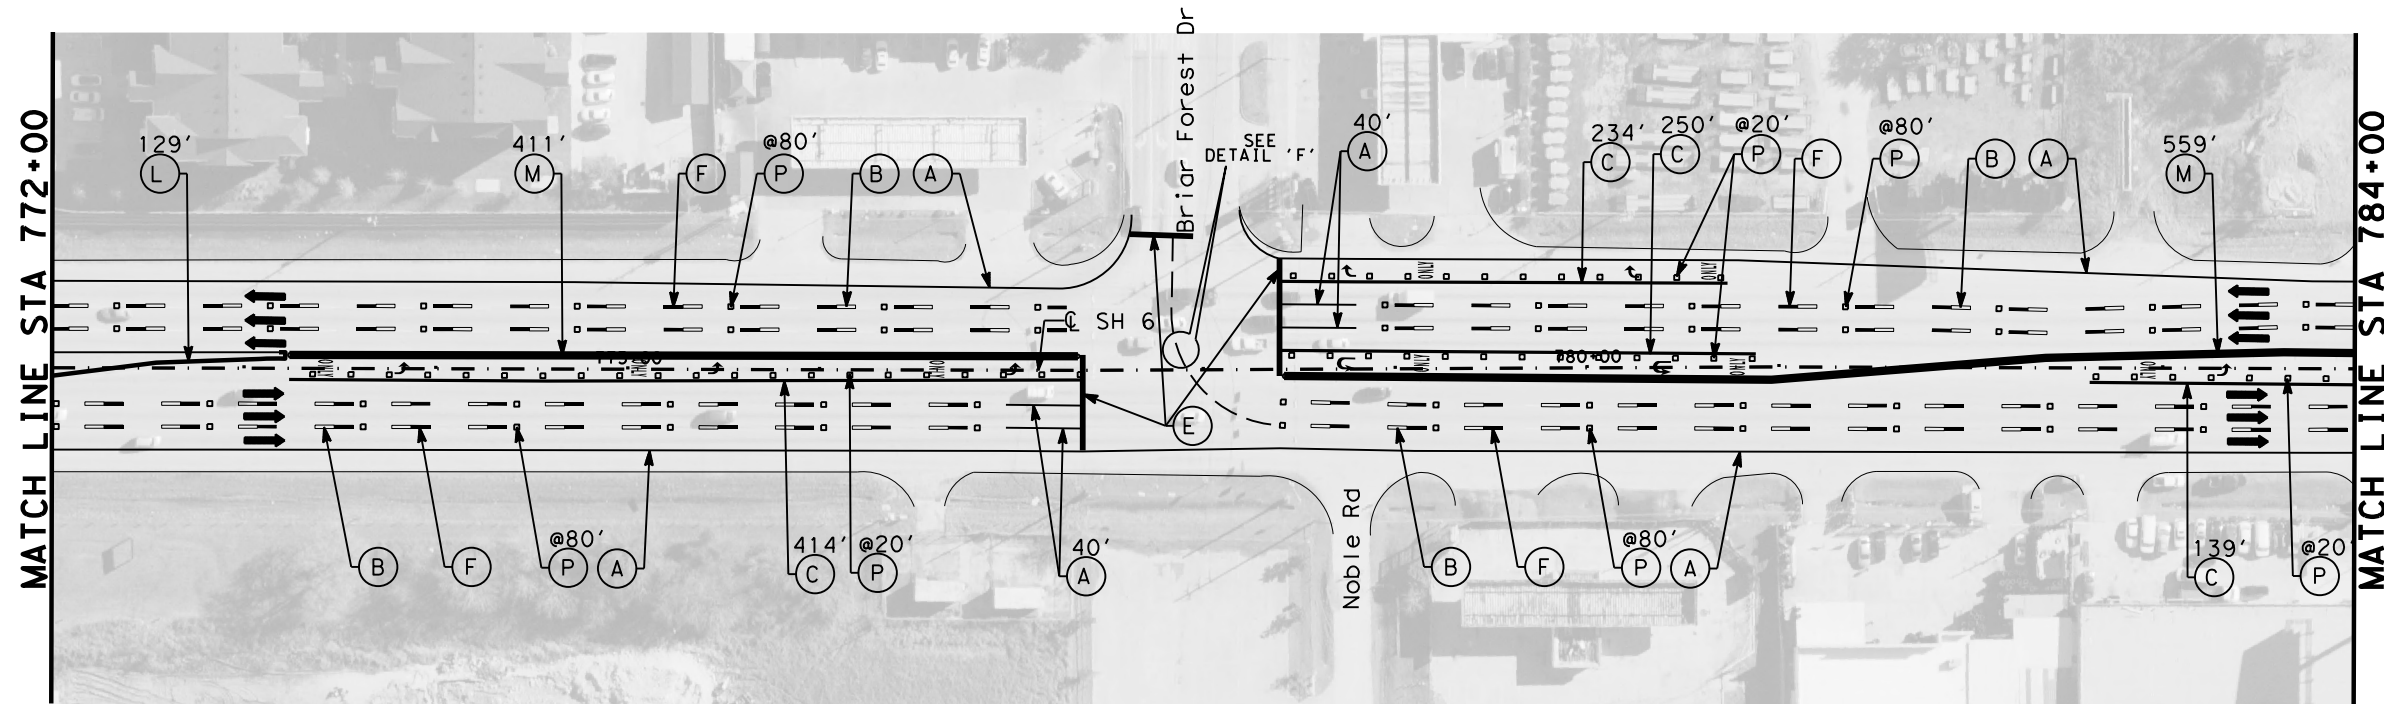 MATCH LINE STA 772+00
129'
L
411'
M
F
@80'
P
B
A
Briar Forest Dr
SEE
DETAIL 'F'
40'
A
234'
C
250'
C
@20'
P
F
@80'
P
B
A
559'
M
MATCH LINE STA 784+00
℄ SH 6
ONLY
ONLY
ONLY
ONLY
775+00
ONLY
ONLY
ONLY
780+00
ONLY
E
B
F
@80'
P
A
414'
C
@20'
P
40'
A
Noble Rd
B
F
@80'
P
A
139'
C
@20'
P